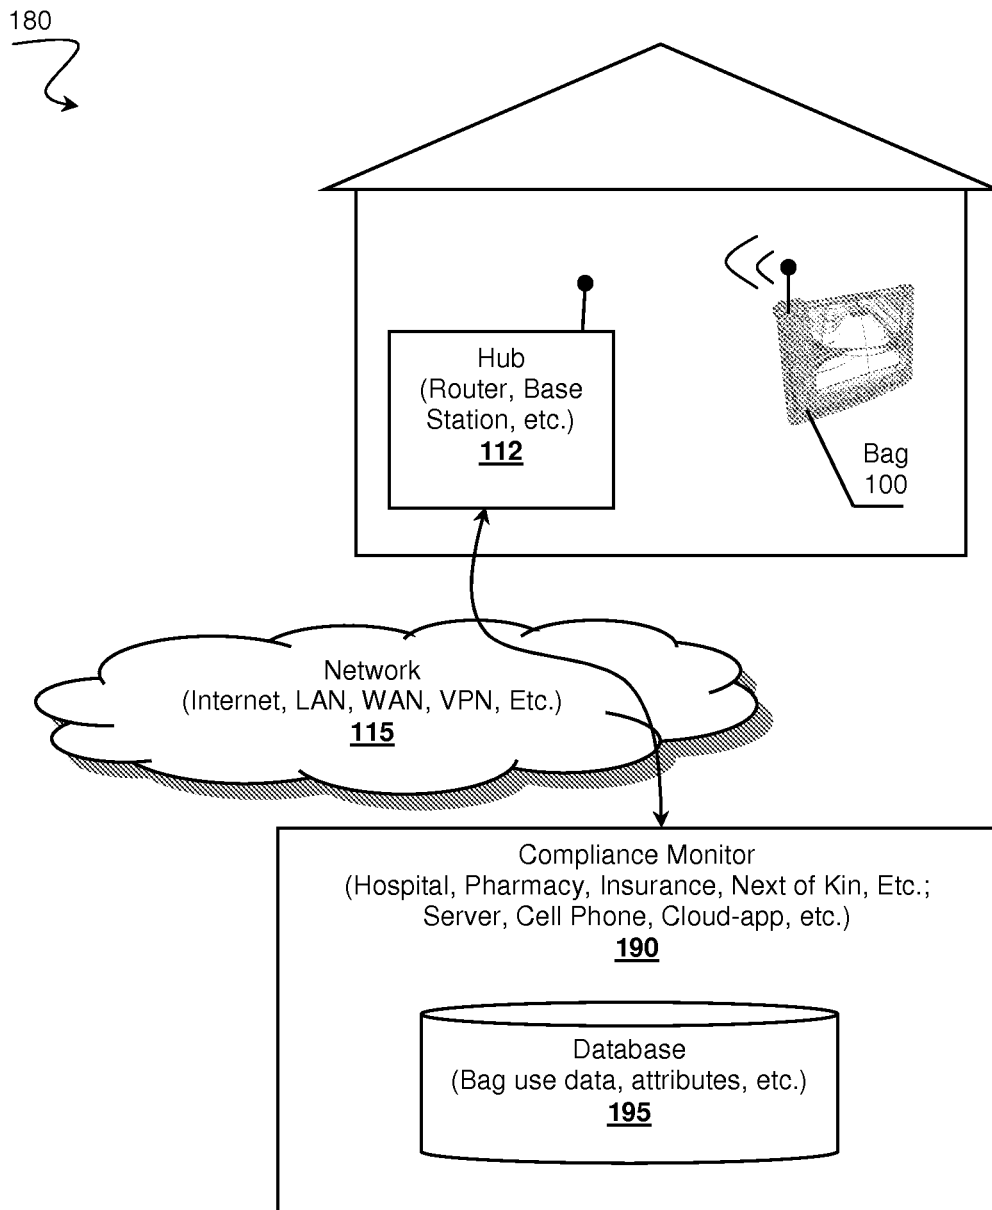 180
Hub
(Router, Base
Station, etc.)
112
Bag
100
Network
(Internet, LAN, WAN, VPN, Etc.)
115
Compliance Monitor
(Hospital, Pharmacy, Insurance, Next of Kin, Etc.;
Server, Cell Phone, Cloud-app, etc.)
190
Database
(Bag use data, attributes, etc.)
195